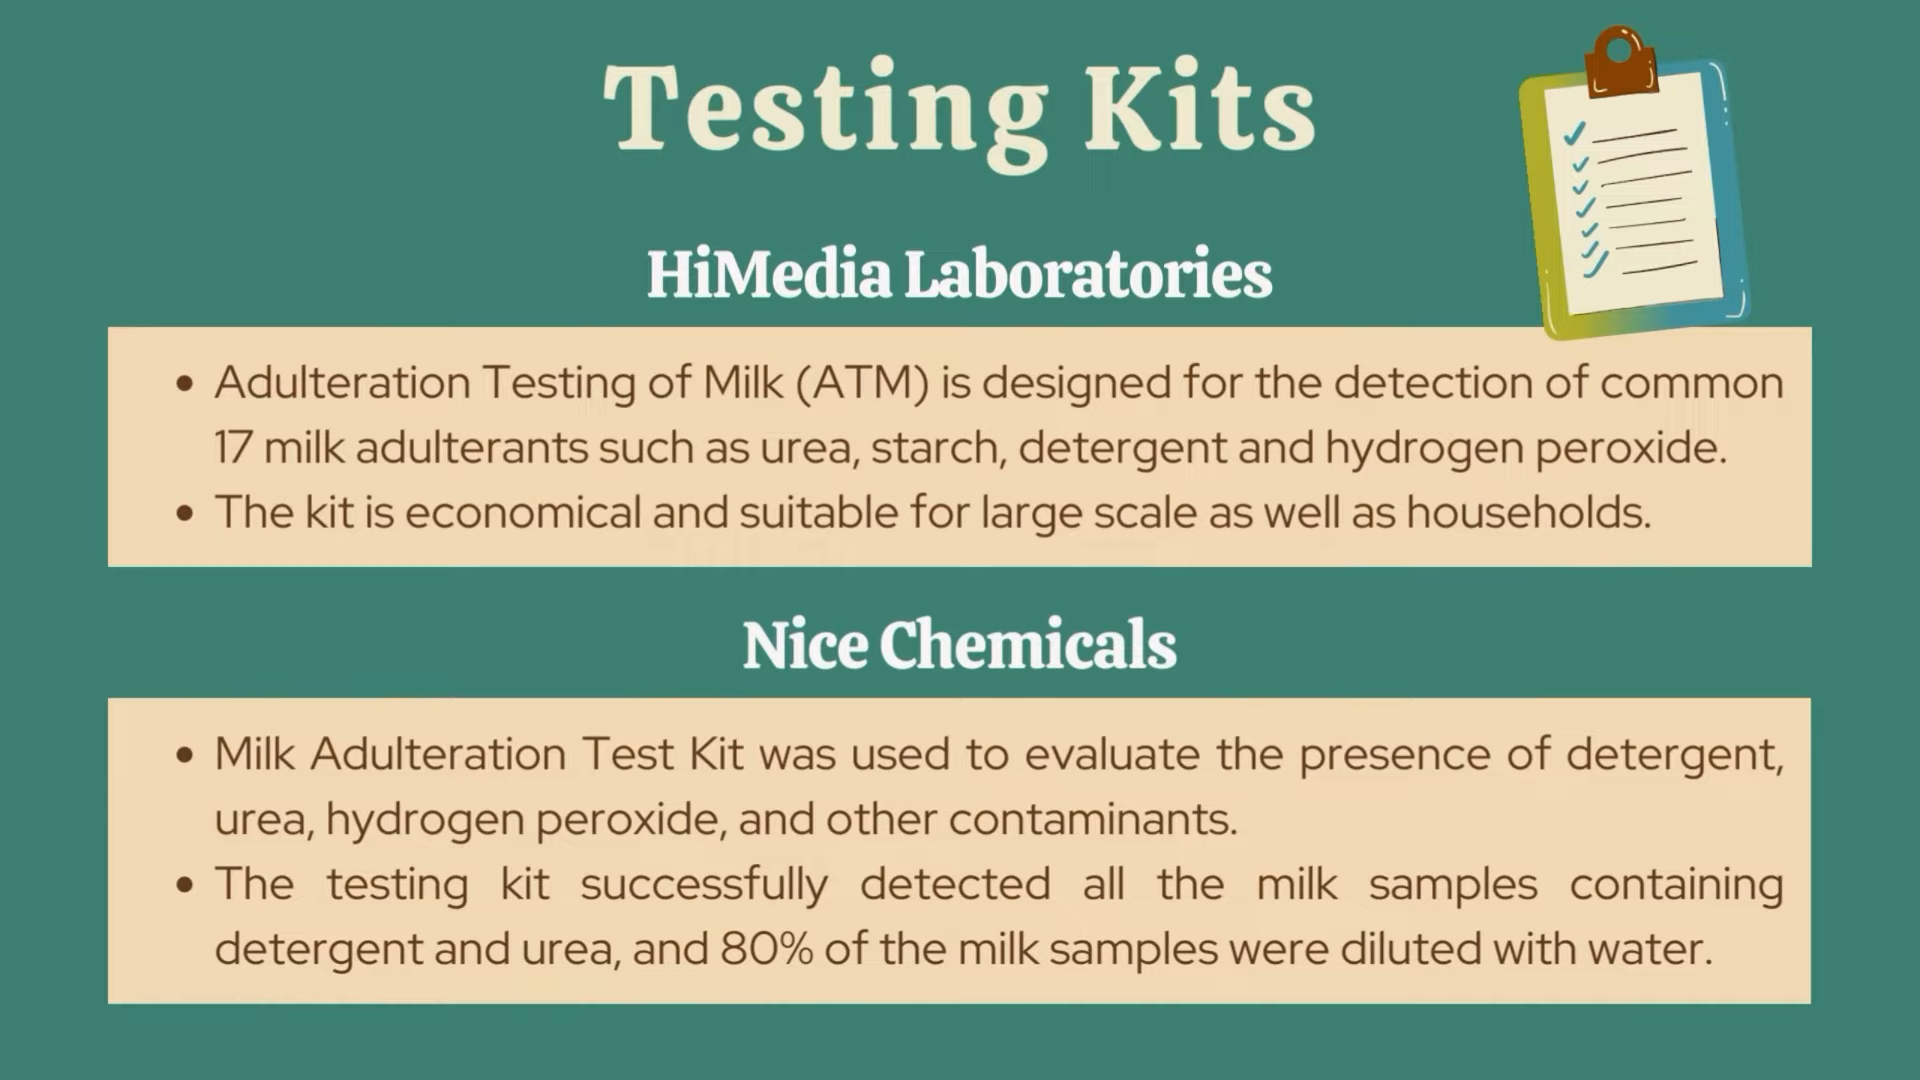 Testing Kits
HiMedia Laboratories
• Adulteration Testing of Milk (ATM) is designed for the detection of common
17 milk adulterants such as urea, starch, detergent and hydrogen peroxide.
• The kit is economical and suitable for large scale as well as households.
Nice Chemicals
• Milk Adulteration Test Kit was used to evaluate the presence of detergent,
urea, hydrogen peroxide, and other contaminants.
• The testing kit successfully detected all the milk samples containing
detergent and urea, and 80% of the milk samples were diluted with water.